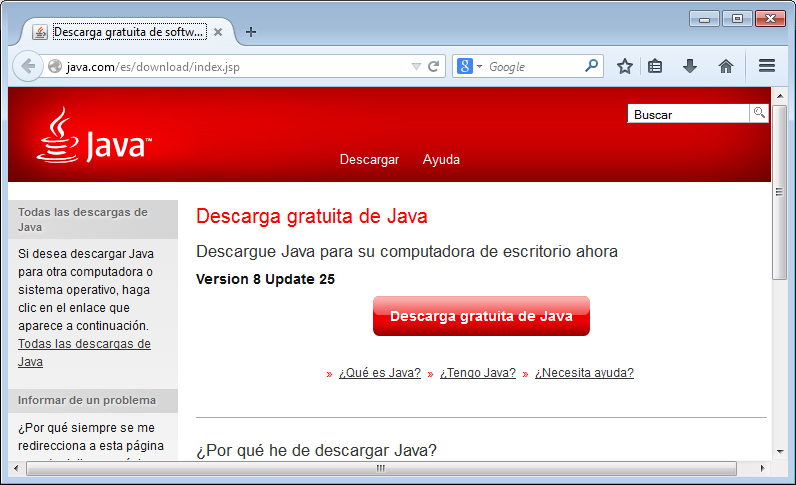 Descarga gratuita de softw...
java.com/es/download/index.jsp
Google
Buscar
Java™
Descargar Ayuda
Todas las descargas de
Java
Si desea descargar Java
para otra computadora o
sistema operativo, haga
clic en el enlace que
aparece a continuación.
Todas las descargas de
Java
Informar de un problema
¿Por qué siempre se me
redirecciona a esta página
Descarga gratuita de Java
Descargue Java para su computadora de escritorio ahora
Version 8 Update 25
Descarga gratuita de Java
» ¿Qué es Java? » ¿Tengo Java? » ¿Necesita ayuda?
¿Por qué he de descargar Java?